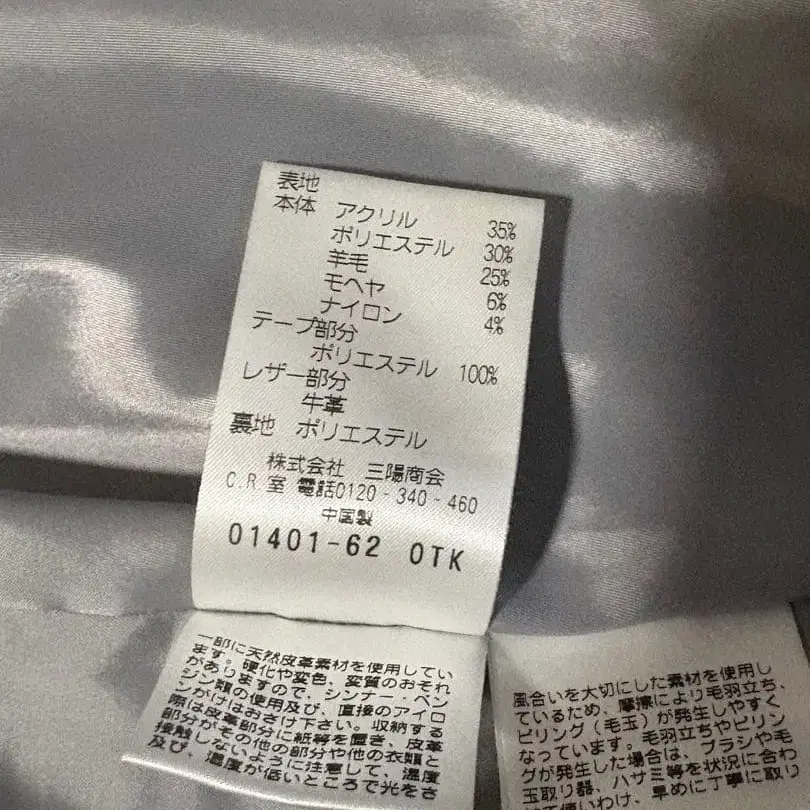 表地
本体 アクリル 35%
ポリエステル 30%
羊毛 25%
モヘヤ 6%
ナイロン 4%
テープ部分
ポリエステル 100%
レザー部分
牛革
裏地 ポリエステル
株式会社 三陽商会
C.R.室 電話0120-340-460
中国製
01401-62 0TK
一部に天然皮革素材を使用してい
ます。硬化や変色、変質のおそれ
がありますので、シンナー・ベン
ジン類の使用及び、直接のアイロ
ンがけはおさけ下さい。収納する
際は皮革部分に紙等を置き、皮革
部分がその他の部分や他の衣類と
接触しないように注意して、温度
及び、湿度が低いところで光をさ
風合いを大切にした素材を使用し
ているため、摩擦により毛羽立ち、
ピリング(毛玉)が発生しやすく
なっています。毛羽立ちやピリン
グが発生した場合は、ブラシや毛
玉取り器、ハサミ等を状況に合わ
せて使いわけ、早めに丁寧に取り